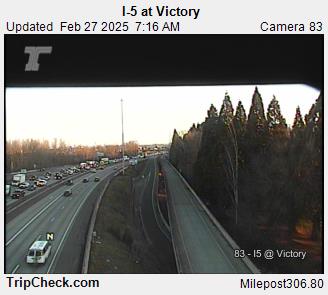 I-5 at Victory
Updated Feb 27 2025 7:16 AM Camera 83
T
N
83 - I5 @ Victory
TripCheck.com Milepost306.80